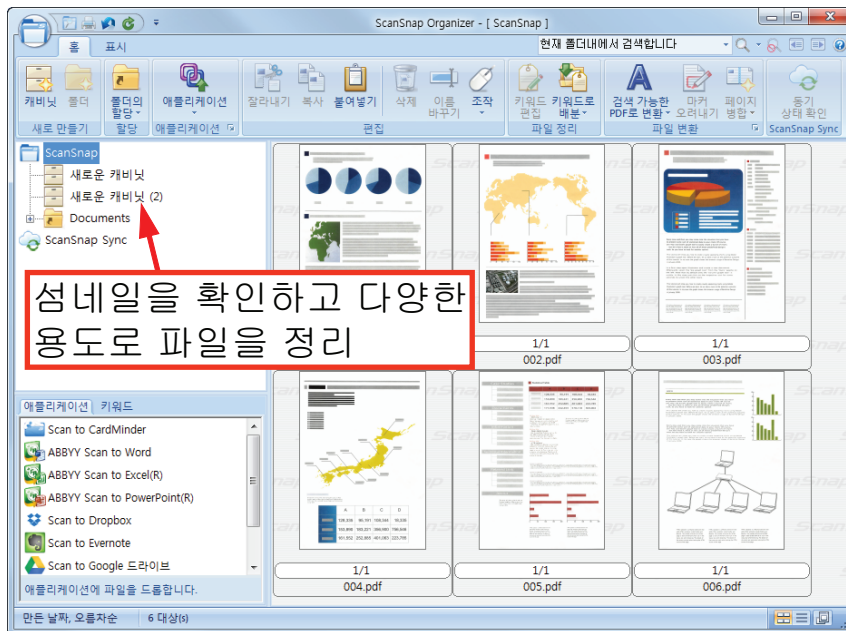 ScanSnap Organizer - [ ScanSnap ]
홈 표시
현재 폴더내에서 검색합니다
캐비닛 폴더
새로 만들기
폴더의 할당
할당
애플리케이션
애플리케이션
잘라내기 복사 붙여넣기 삭제 이름 바꾸기 조작
편집
키워드 편집 키워드로 배분
파일 정리
검색 가능한 PDF로 변환 마커 오려내기 페이지 병합
파일 변환
동기 상태 확인
ScanSnap Sync
ScanSnap
새로운 캐비닛
새로운 캐비닛 (2)
Documents
ScanSnap Sync
섬네일을 확인하고 다양한
용도로 파일을 정리
1/1 1/1
002.pdf 003.pdf
애플리케이션 키워드
Scan to CardMinder
ABBYY Scan to Word
ABBYY Scan to Excel(R)
ABBYY Scan to PowerPoint(R)
Scan to Dropbox
Scan to Evernote
Scan to Google 드라이브
애플리케이션에 파일을 드롭합니다.
A B C D
1/1 1/1 1/1
004.pdf 005.pdf 006.pdf
만든 날짜, 오름차순 6 대상(s)